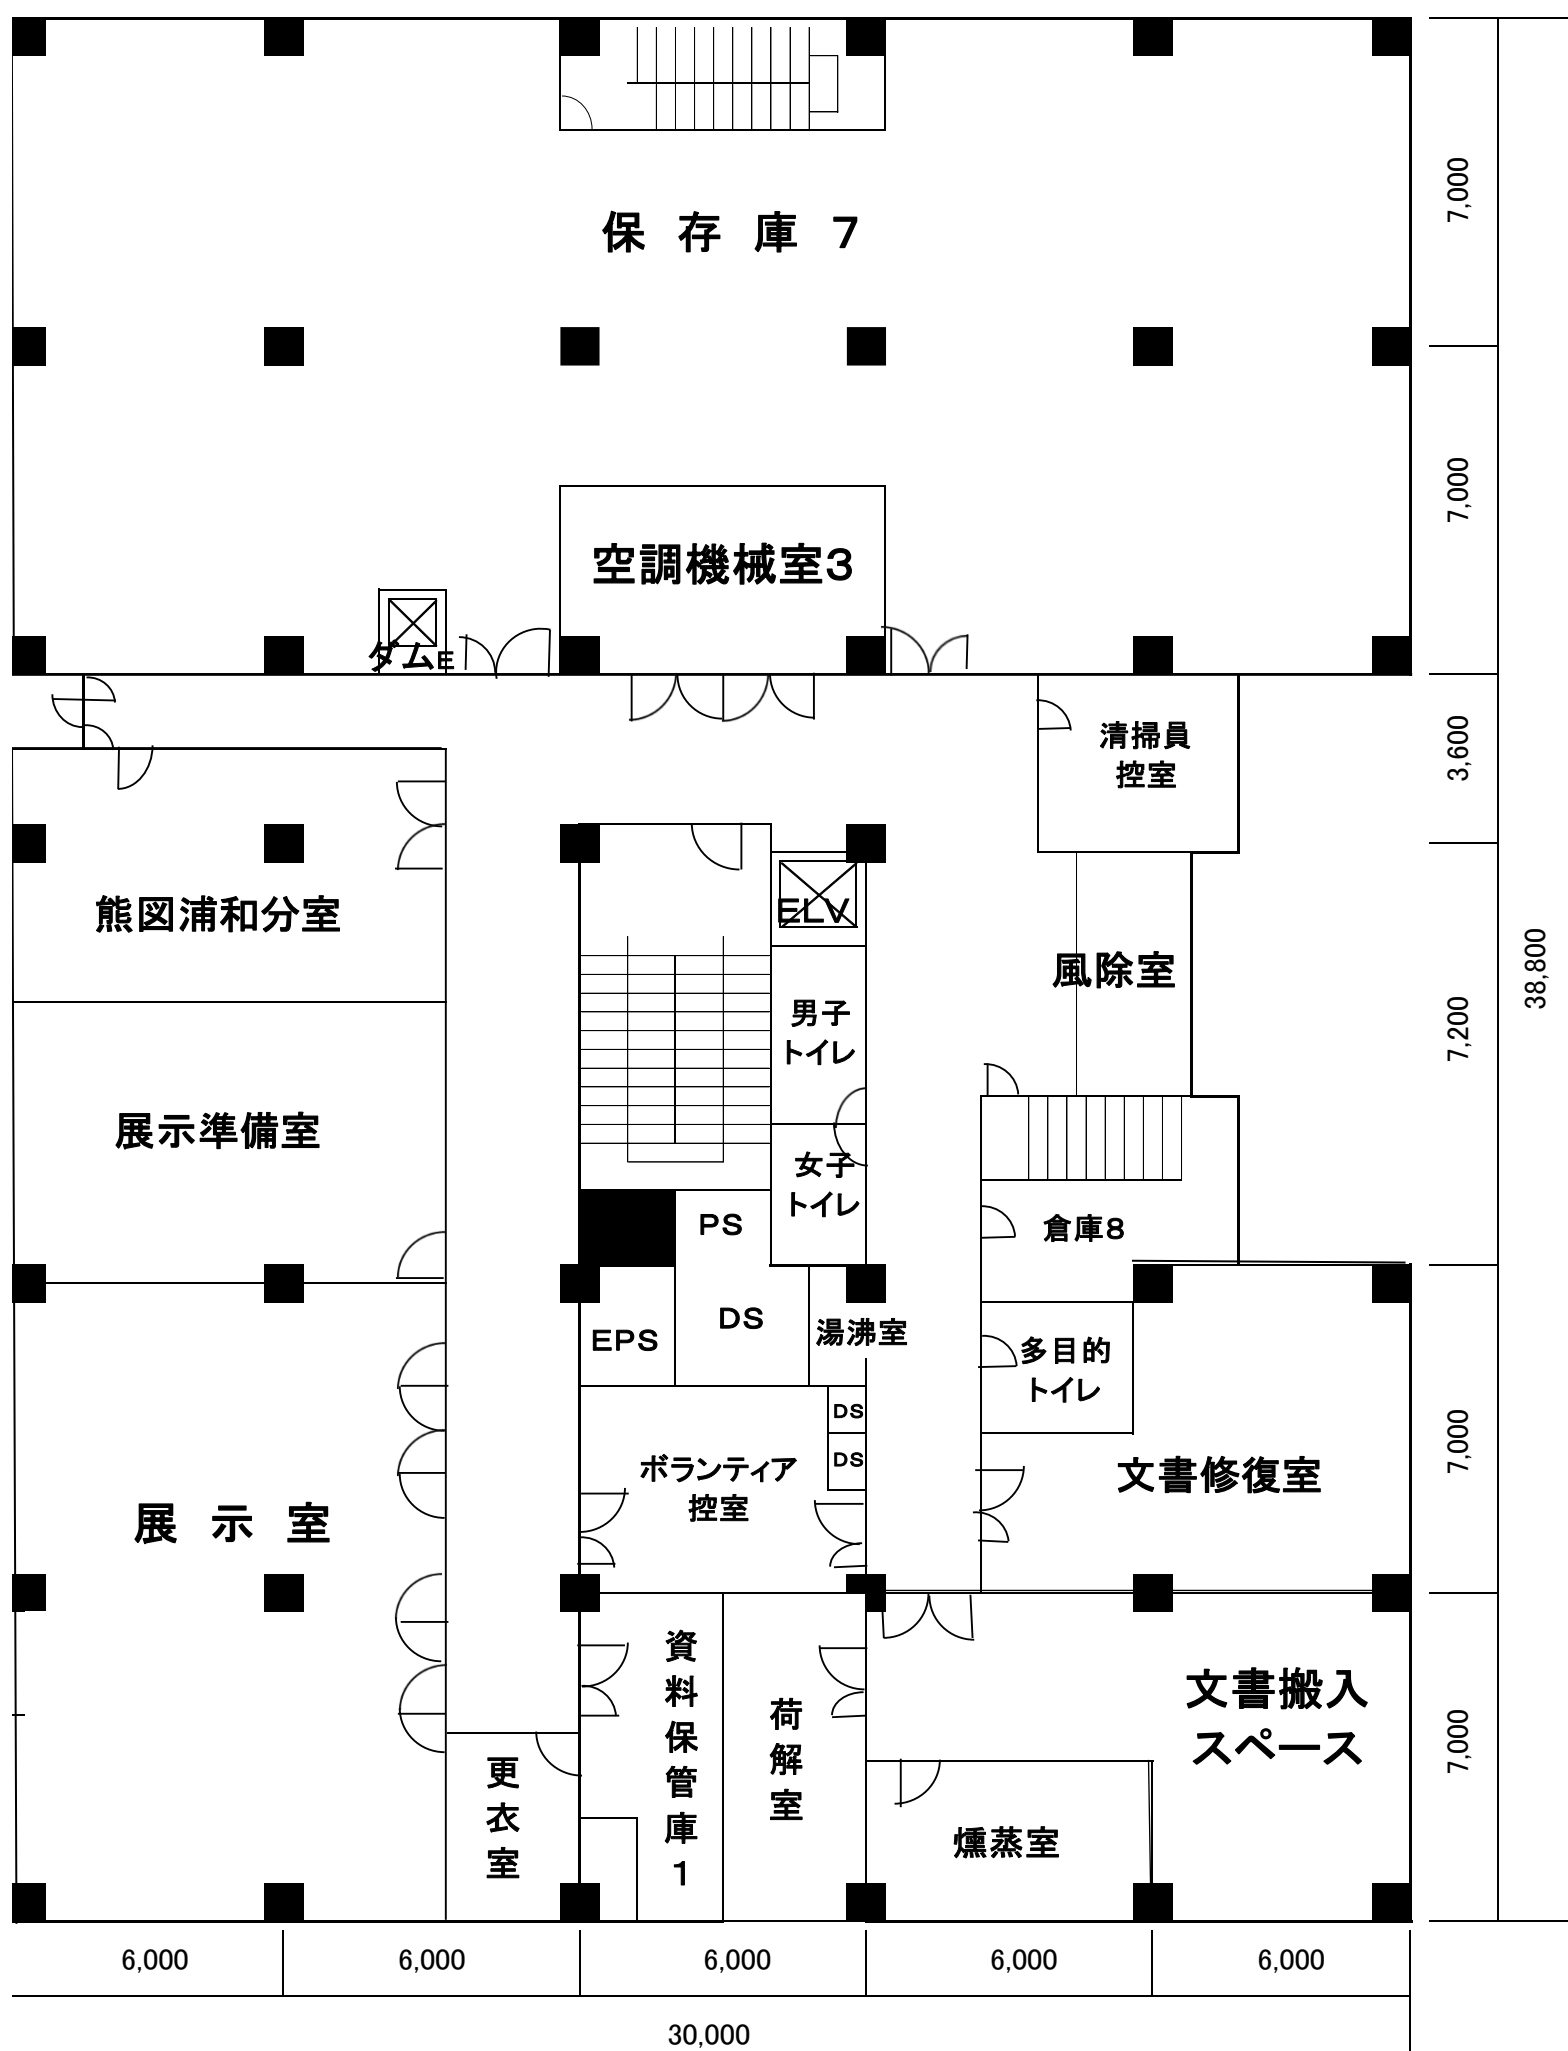 保 存 庫 7
7,000
7,000
空調機械室3
ダムE
清掃員
控室
3,600
熊図浦和分室
ELV
風除室
38,800
男子
トイレ
7,200
展示準備室
女子
トイレ
PS
倉庫8
DS
EPS
湯沸室
多目的
トイレ
DS
DS
7,000
ボランティア
控室
文書修復室
展 示 室
資料保管庫1
荷解室
文書搬入
スペース
7,000
更衣室
燻蒸室
6,000
6,000
6,000
6,000
6,000
30,000